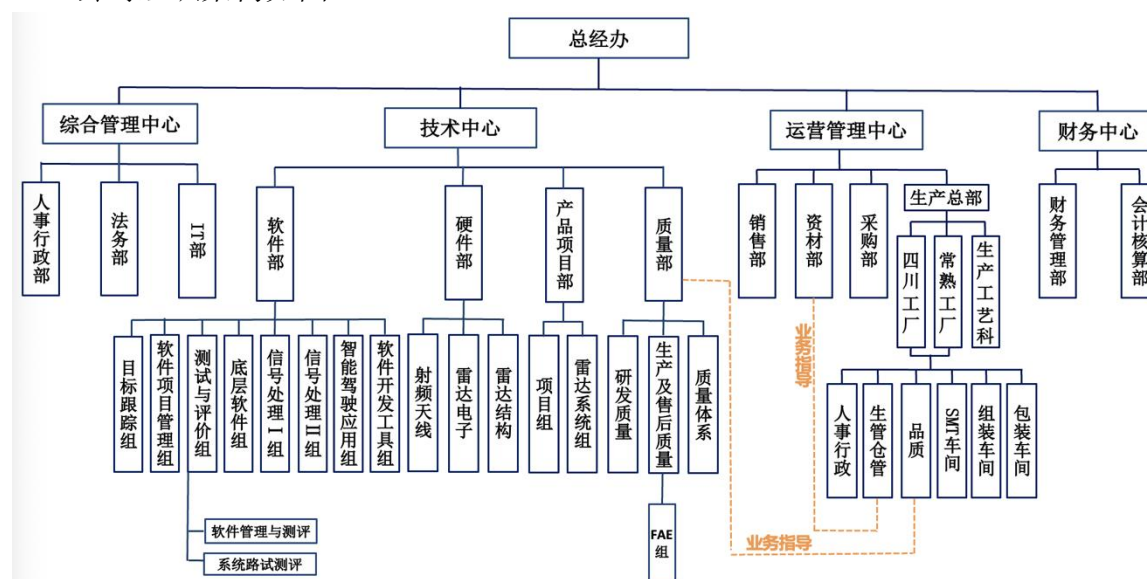 总经办
综合管理中心
技术中心
运营管理中心
财务中心
人事行政部
法务部
IT部
软件部
硬件部
产品项目部
质量部
销售部
资材部
采购部
生产总部
财务管理部
会计核算部
四川工厂
常熟工厂
生产工艺科
目标跟踪组
软件项目管理组
测试与评价组
底层软件组
信号处理I组
信号处理II组
智能驾驶应用组
软件开发工具组
射频天线
雷达电子
雷达结构
项目组
雷达系统组
研发质量
生产及售后质量
质量体系
业务指导
人事行政
生管仓管
品质
SMT车间
组装车间
包装车间
软件管理与测评
系统路试测评
FAE
组
业务指导